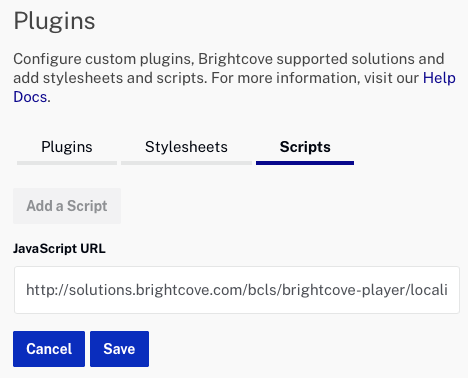 Plugins
Configure custom plugins, Brightcove supported solutions and
add stylesheets and scripts. For more information, visit our Help
Docs.
Plugins Stylesheets Scripts
Add a Script
JavaScript URL
http://solutions.brightcove.com/bcls/brightcove-player/locali
Cancel Save